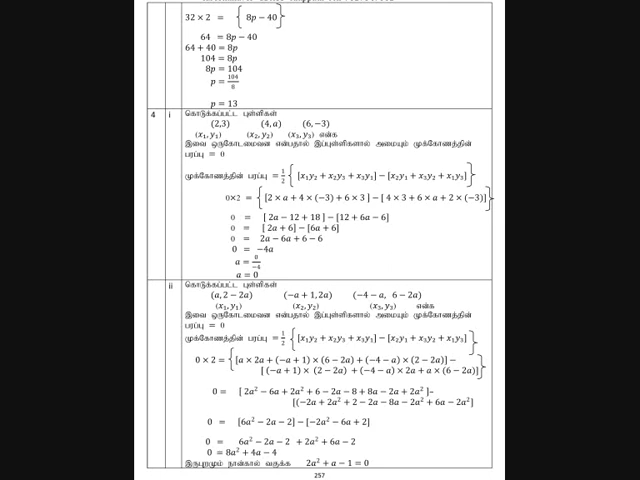 32 × 2 = { 8p − 40 }
64 = 8p − 40
64 + 40 = 8p
104 = 8p
8p = 104
p = 104/8
p = 13
4 i கொடுக்கப்பட்ட புள்ளிகள்
(2,3) (4, a) (6, −3)
(x₁, y₁) (x₂, y₂) (x₃, y₃) என்க
இவை ஒருகோடமைவன என்பதால் இப்புள்ளிகளால் அமையும் முக்கோணத்தின்
பரப்பு = 0
முக்கோணத்தின் பரப்பு = 1/2 { [x₁y₂ + x₂y₃ + x₃y₁] − [x₂y₁ + x₃y₂ + x₁y₃] }
0×2 = { [2 × a + 4 × (−3) + 6 × 3 ] − [ 4 × 3 + 6 × a + 2 × (−3)] }
0 = [ 2a − 12 + 18 ] − [12 + 6a − 6]
0 = [ 2a + 6] − [6a + 6]
0 = 2a − 6a + 6 − 6
0 = −4a
a = 0/−4
a = 0
ii கொடுக்கப்பட்ட புள்ளிகள்
(a, 2 − 2a) (−a + 1, 2a) (−4 − a, 6 − 2a)
(x₁, y₁) (x₂, y₂) (x₃, y₃) என்க
இவை ஒருகோடமைவன என்பதால் இப்புள்ளிகளால் அமையும் முக்கோணத்தின்
பரப்பு = 0
முக்கோணத்தின் பரப்பு = 1/2 { [x₁y₂ + x₂y₃ + x₃y₁] − [x₂y₁ + x₃y₂ + x₁y₃] }
0 × 2 = { [a × 2a + (−a + 1) × (6 − 2a) + (−4 − a) × (2 − 2a)] −
[ (−a + 1) × (2 − 2a) + (−4 − a) × 2a + a × (6 − 2a)] }
0 = [ 2a² − 6a + 2a² + 6 − 2a − 8 + 8a − 2a + 2a² ]−
[(−2a + 2a² + 2 − 2a − 8a − 2a² + 6a − 2a²]
0 = [6a² − 2a − 2] − [−2a² − 6a + 2]
0 = 6a² − 2a − 2 + 2a² + 6a − 2
0 = 8a² + 4a − 4
இருபுறமும் நான்கால் வகுக்க 2a² + a − 1 = 0
257